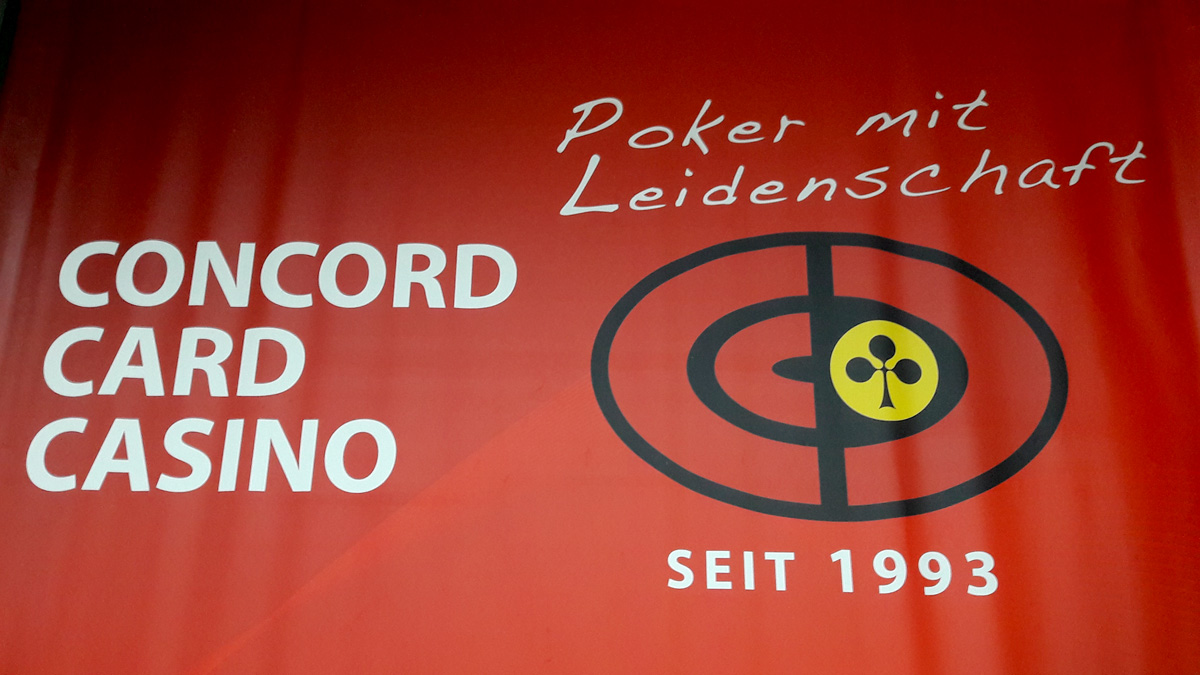 Poker mit
Leidenschaft
CONCORD
CARD
CASINO
SEIT 1993